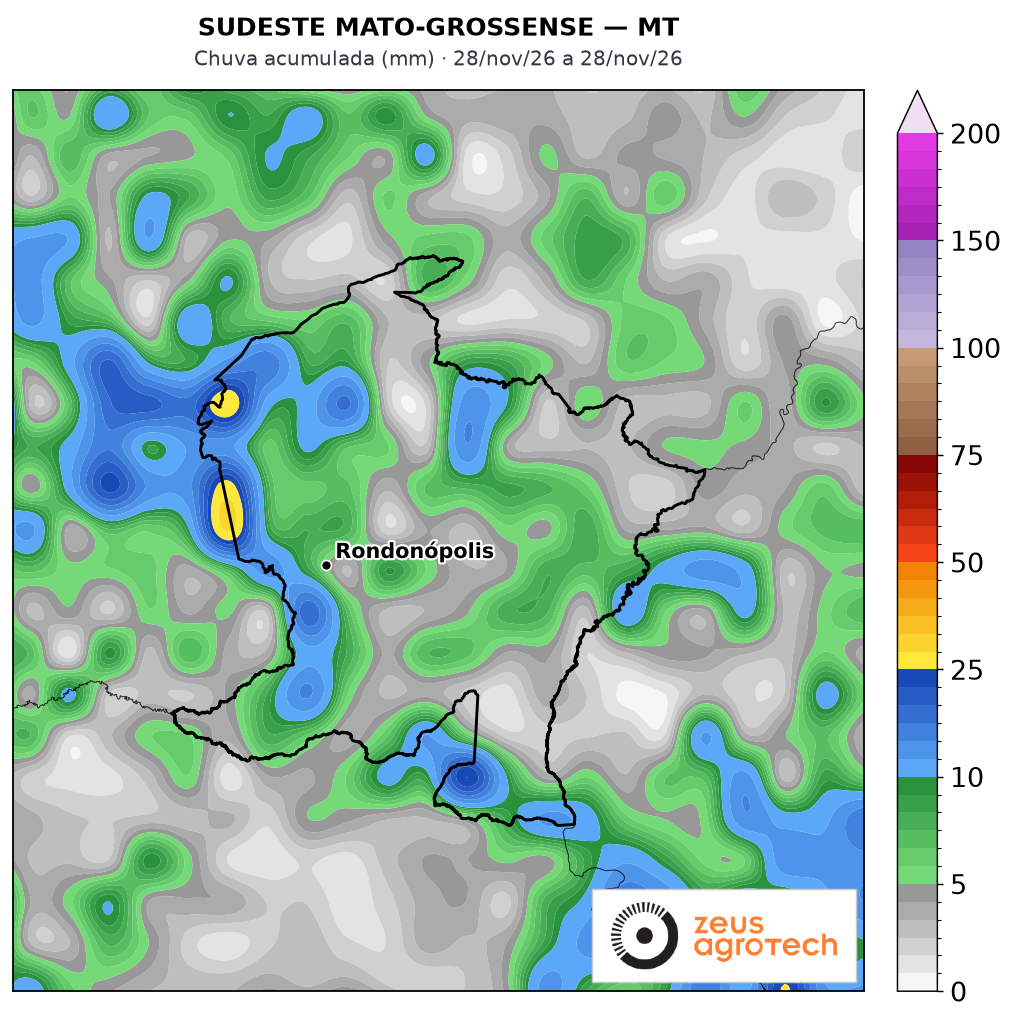 SUDESTE MATO-GROSSENSE — MT
Chuva acumulada (mm) · 28/nov/26 a 28/nov/26
200
150
100
75
50
25
10
5
0
Rondonópolis
zeus
agrotech